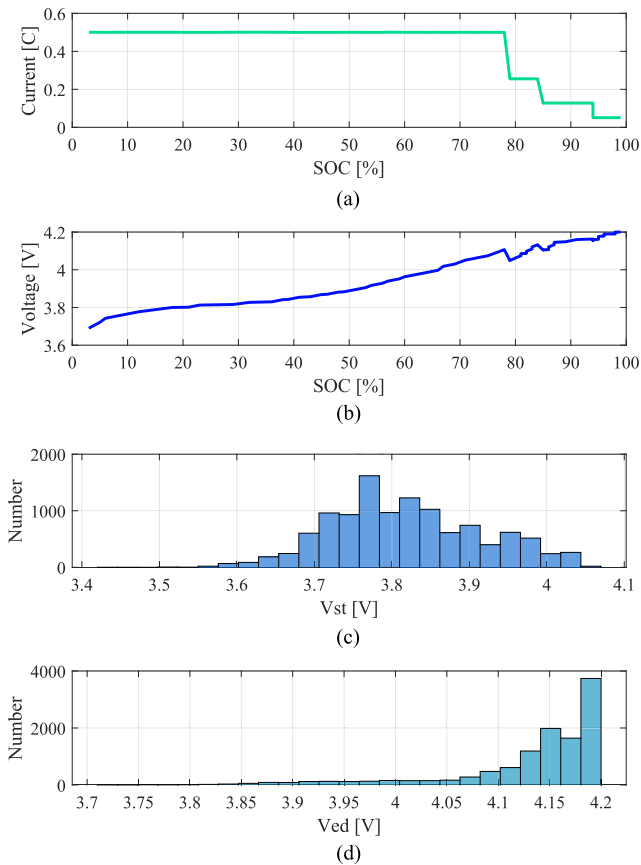 0.6
0.4
0.2
0
Current [C]
0 10 20 30 40 50 60 70 80 90 100
SOC [%]
(a)
4.2
4
3.8
3.6
Voltage [V]
0 10 20 30 40 50 60 70 80 90 100
SOC [%]
(b)
2000
1000
0
Number
3.4 3.5 3.6 3.7 3.8 3.9 4 4.1
Vst [V]
(c)
4000
2000
0
Number
3.7 3.75 3.8 3.85 3.9 3.95 4 4.05 4.1 4.15 4.2
Ved [V]
(d)